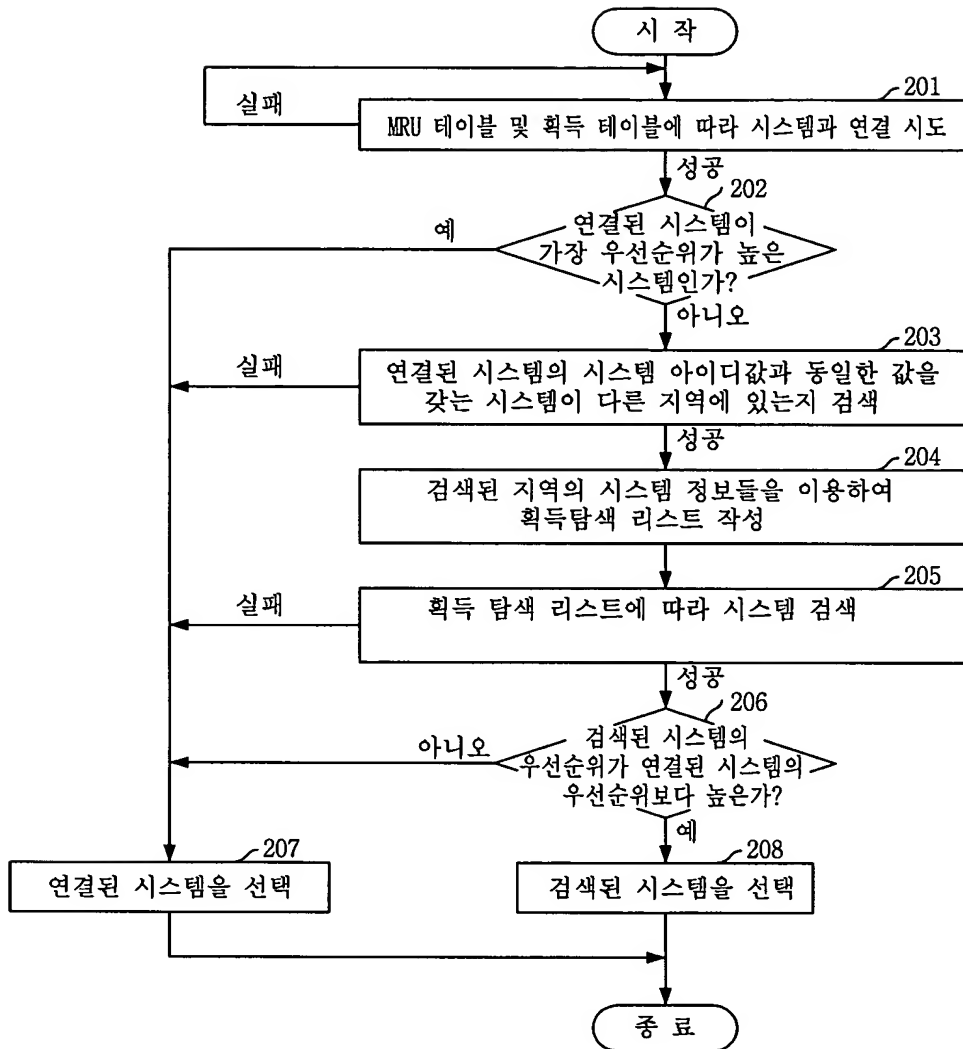 시 작
201
실패
MRU 테이블 및 획득 테이블에 따라 시스템과 연결 시도
성공
202
예
연결된 시스템이
가장 우선순위가 높은
시스템인가?
아니오
203
실패
연결된 시스템의 시스템 아이디값과 동일한 값을
갖는 시스템이 다른 지역에 있는지 검색
성공
204
검색된 지역의 시스템 정보들을 이용하여
획득탐색 리스트 작성
205
실패
획득 탐색 리스트에 따라 시스템 검색
성공
206
아니오
검색된 시스템의
우선순위가 연결된 시스템의
우선순위보다 높은가?
예
207
연결된 시스템을 선택
208
검색된 시스템을 선택
종 료